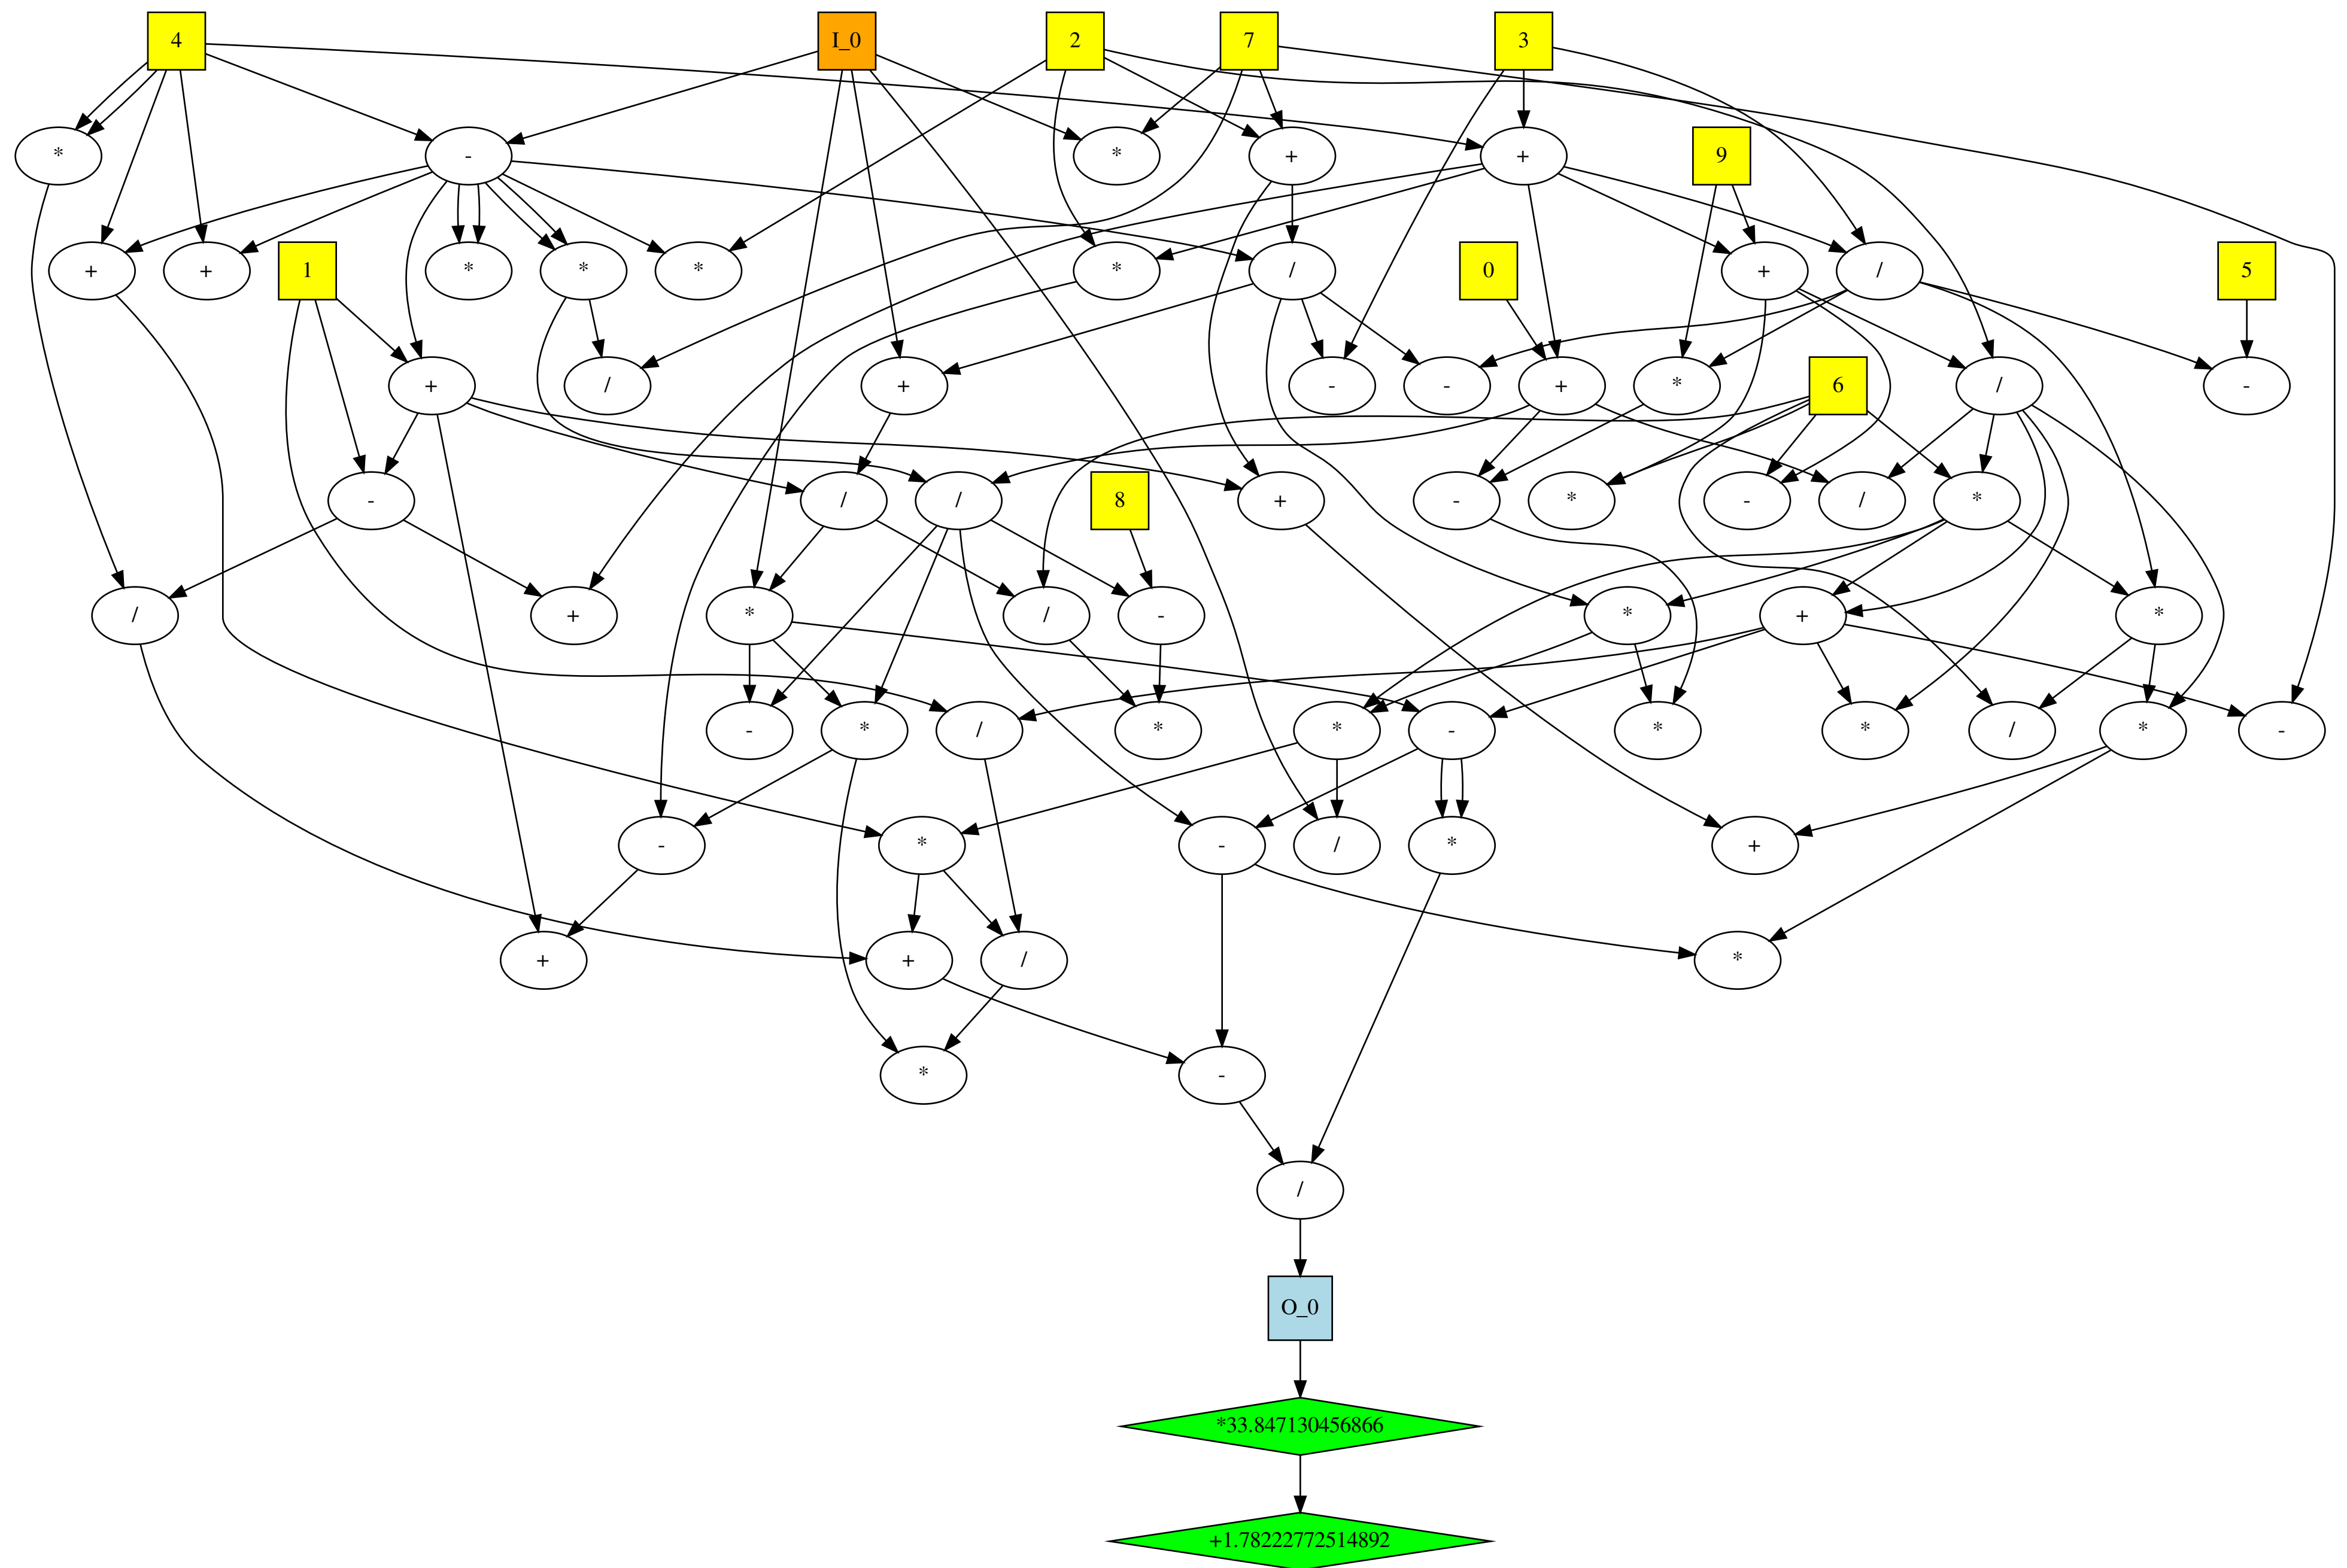 4 I_0 2 7 3
* - * + + 9
+ + 1 * * * * / 0 + / 5
+ / + - - + * 6 / -
- / / 8 + - * - / *
/ + * / - * + *
- * / * * - * * / * -
- * - / * +
+ + / *
* -
/
O_0
*33.847130456866
+1.78222772514892